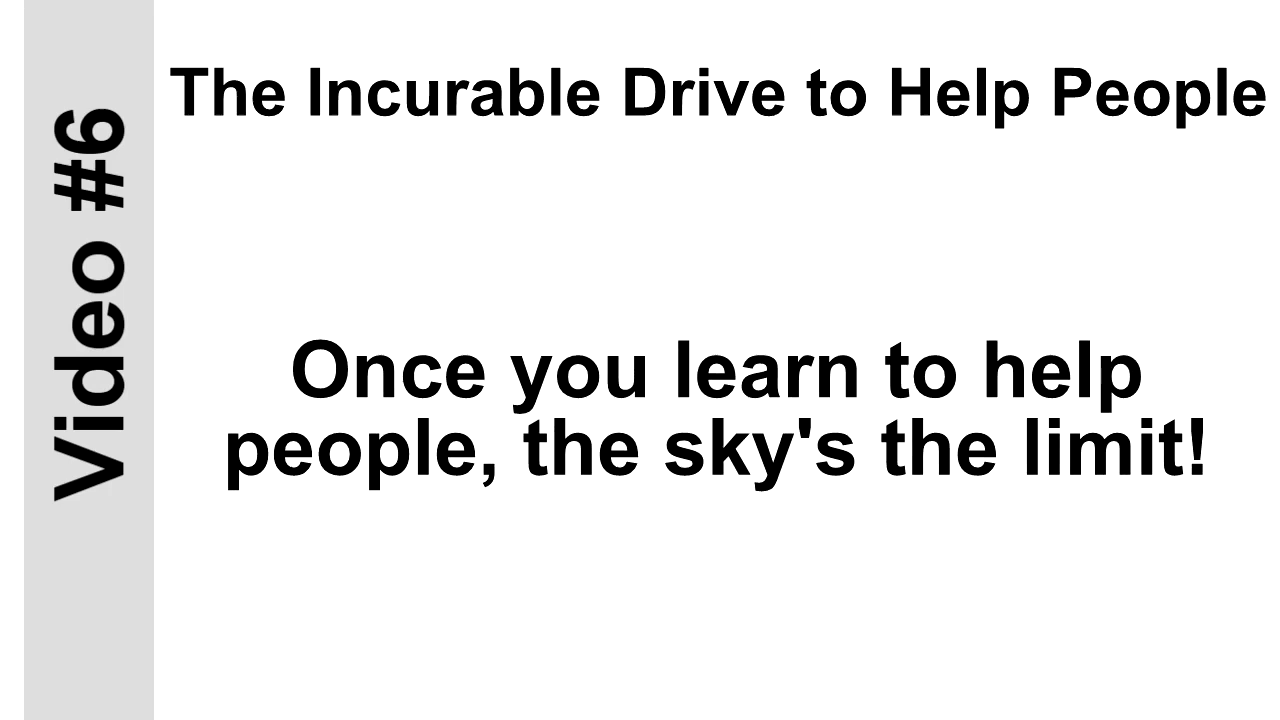 Video #6
The Incurable Drive to Help People
Once you learn to help
people, the sky's the limit!